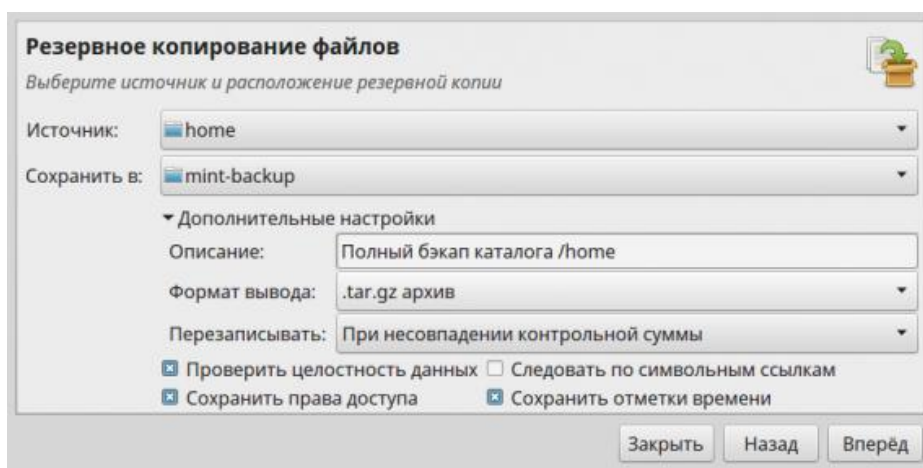 Резервное копирование файлов
Выберите источник и расположение резервной копии
Источник: home
Сохранить в: mint-backup
Дополнительные настройки
Описание: Полный бэкап каталога /home
Формат вывода: .tar.gz архив
Перезаписывать: При несовпадении контрольной суммы
Проверить целостность данных Следовать по символьным ссылкам
Сохранить права доступа Сохранить отметки времени
Закрыть Назад Вперёд